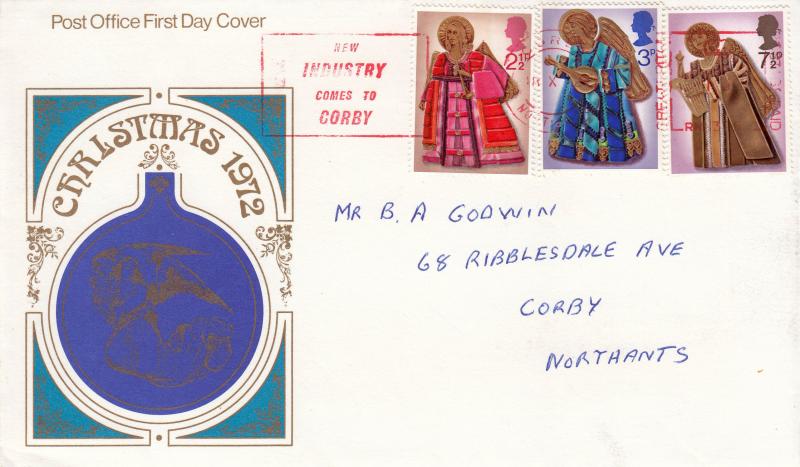 Post Office First Day Cover
NEW
INDUSTRY
COMES TO
CORBY
2½P
3P
7½P
CHRISTMAS 1972
MR B. A GODWIN
68 RIBBLESDALE AVE
CORBY
NORTHANTS